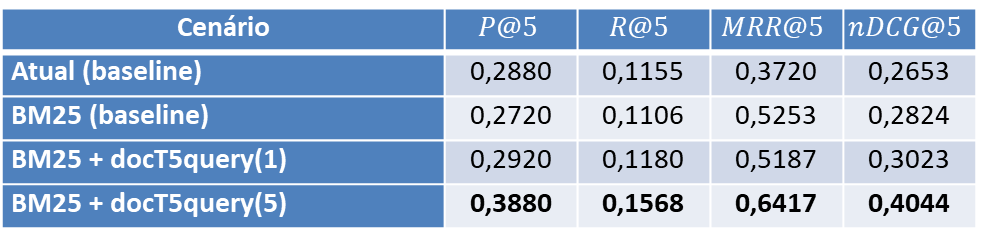 Cenário P@5 R@5 MRR@5 nDCG@5
Atual (baseline) 0,2880 0,1155 0,3720 0,2653
BM25 (baseline) 0,2720 0,1106 0,5253 0,2824
BM25 + docT5query(1) 0,2920 0,1180 0,5187 0,3023
BM25 + docT5query(5) 0,3880 0,1568 0,6417 0,4044